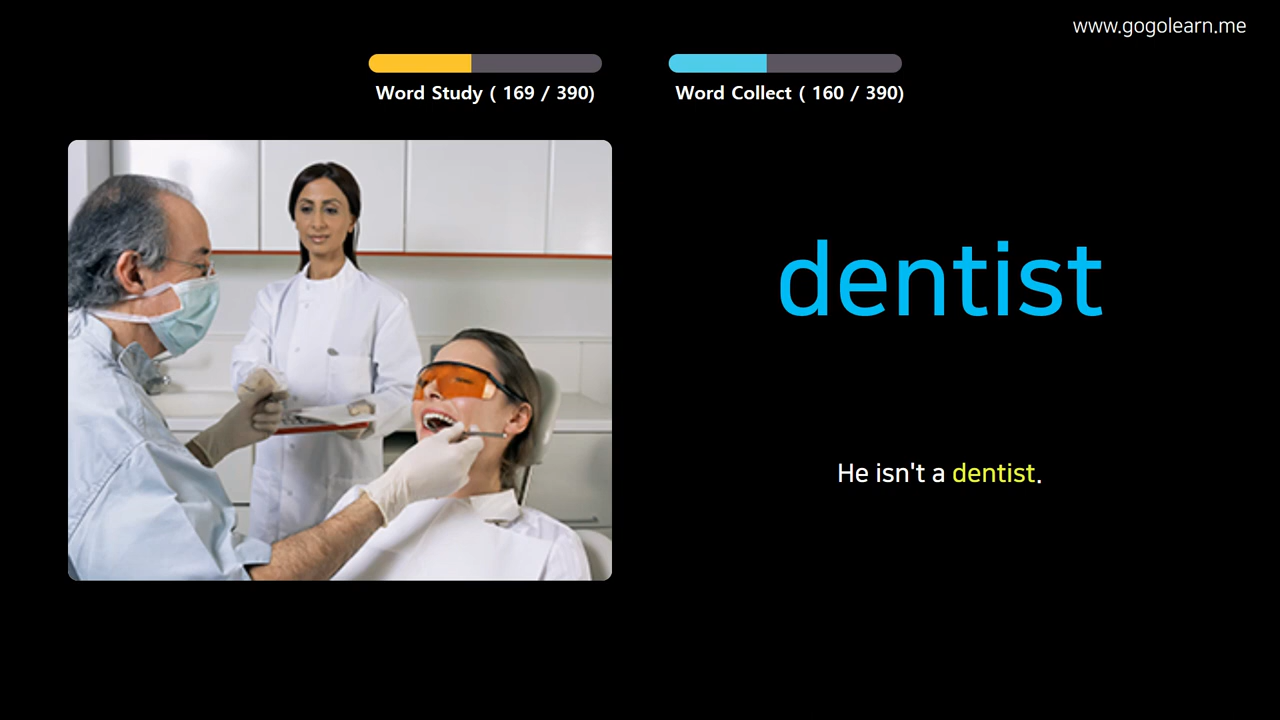 www.gogolearn.me
Word Study ( 169 / 390)
Word Collect ( 160 / 390)
dentist
He isn't a dentist.